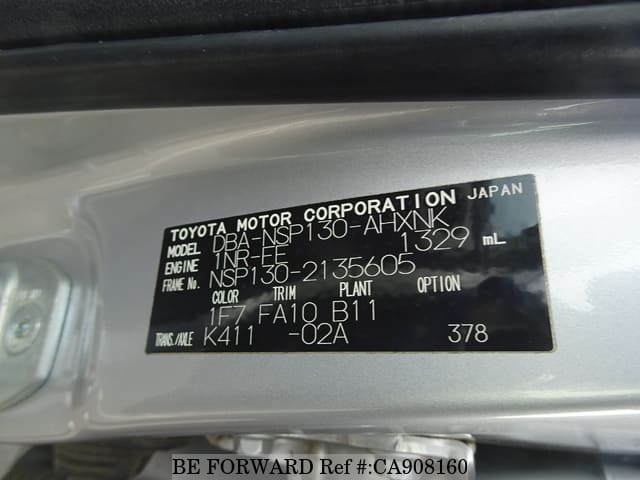 TOYOTA MOTOR CORPORATION JAPAN
MODEL DBA-NSP130-AHXNK
ENGINE 1NR-FE 1329 mL
FRAME No. NSP130-2135605
COLOR TRIM PLANT OPTION
1F7 FA10 B11
TRANS./AXLE K411 -02A 378
BE FORWARD Ref #:CA908160